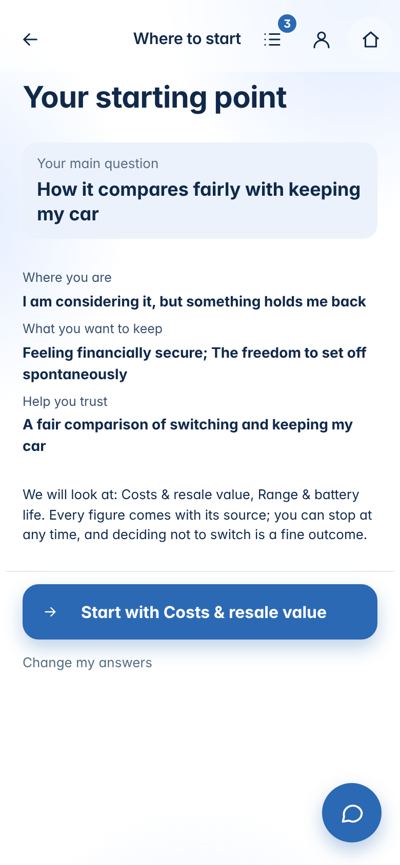 Where to start
3
Your starting point
Your main question
How it compares fairly with keeping
my car
Where you are
I am considering it, but something holds me back
What you want to keep
Feeling financially secure; The freedom to set off
spontaneously
Help you trust
A fair comparison of switching and keeping my
car
We will look at: Costs & resale value, Range & battery
life. Every figure comes with its source; you can stop at
any time, and deciding not to switch is a fine outcome.
Start with Costs & resale value
Change my answers